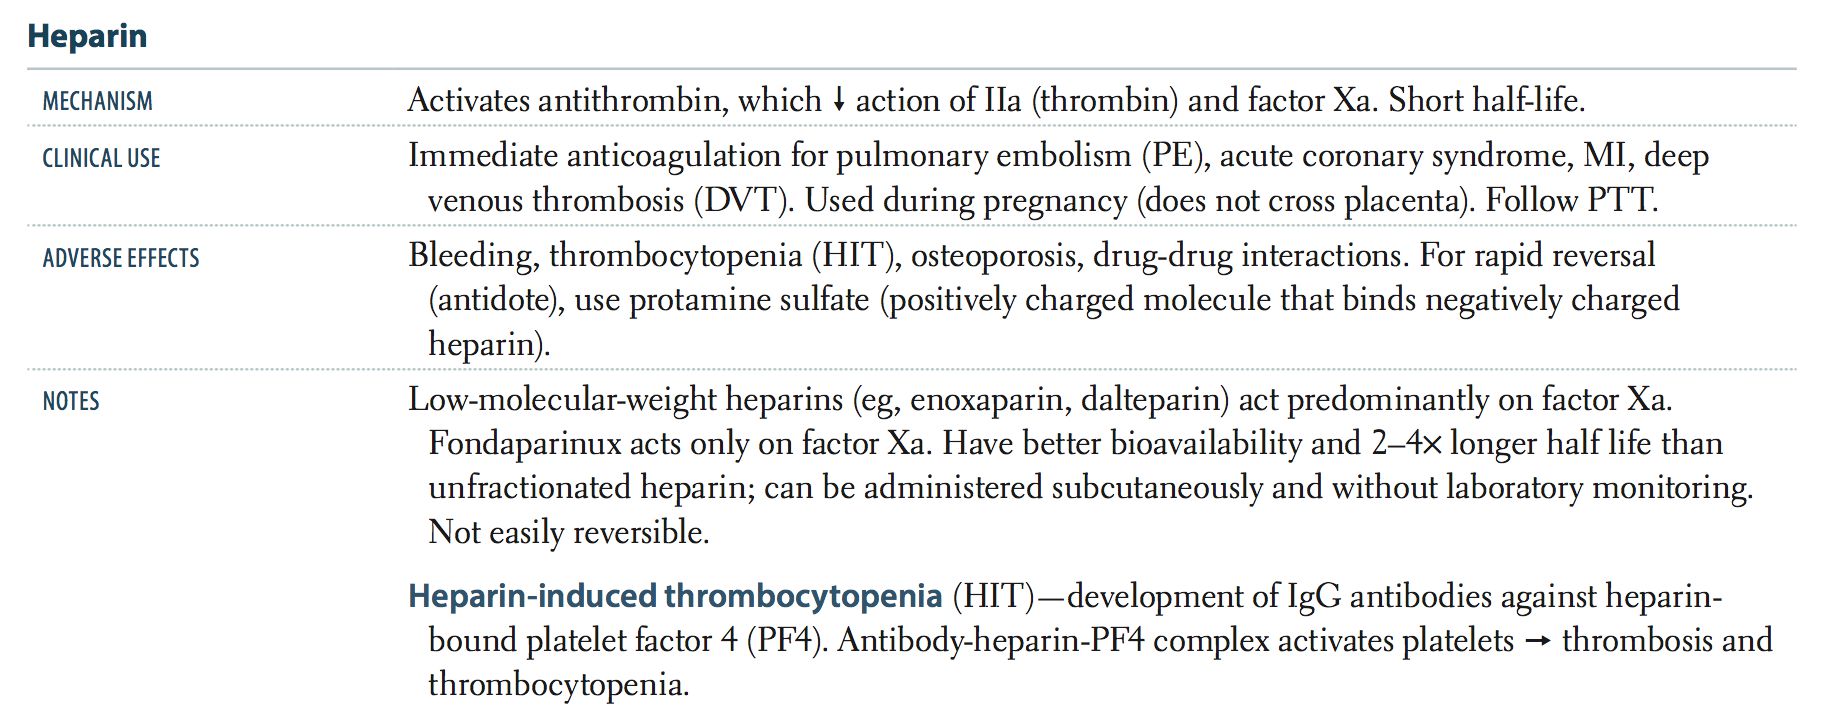 Heparin
MECHANISM
Activates antithrombin, which ↓ action of IIa (thrombin) and factor Xa. Short half-life.
CLINICAL USE
Immediate anticoagulation for pulmonary embolism (PE), acute coronary syndrome, MI, deep
venous thrombosis (DVT). Used during pregnancy (does not cross placenta). Follow PTT.
ADVERSE EFFECTS
Bleeding, thrombocytopenia (HIT), osteoporosis, drug-drug interactions. For rapid reversal
(antidote), use protamine sulfate (positively charged molecule that binds negatively charged
heparin).
NOTES
Low-molecular-weight heparins (eg, enoxaparin, dalteparin) act predominantly on factor Xa.
Fondaparinux acts only on factor Xa. Have better bioavailability and 2–4× longer half life than
unfractionated heparin; can be administered subcutaneously and without laboratory monitoring.
Not easily reversible.
Heparin-induced thrombocytopenia (HIT)—development of IgG antibodies against heparin-
bound platelet factor 4 (PF4). Antibody-heparin-PF4 complex activates platelets → thrombosis and
thrombocytopenia.